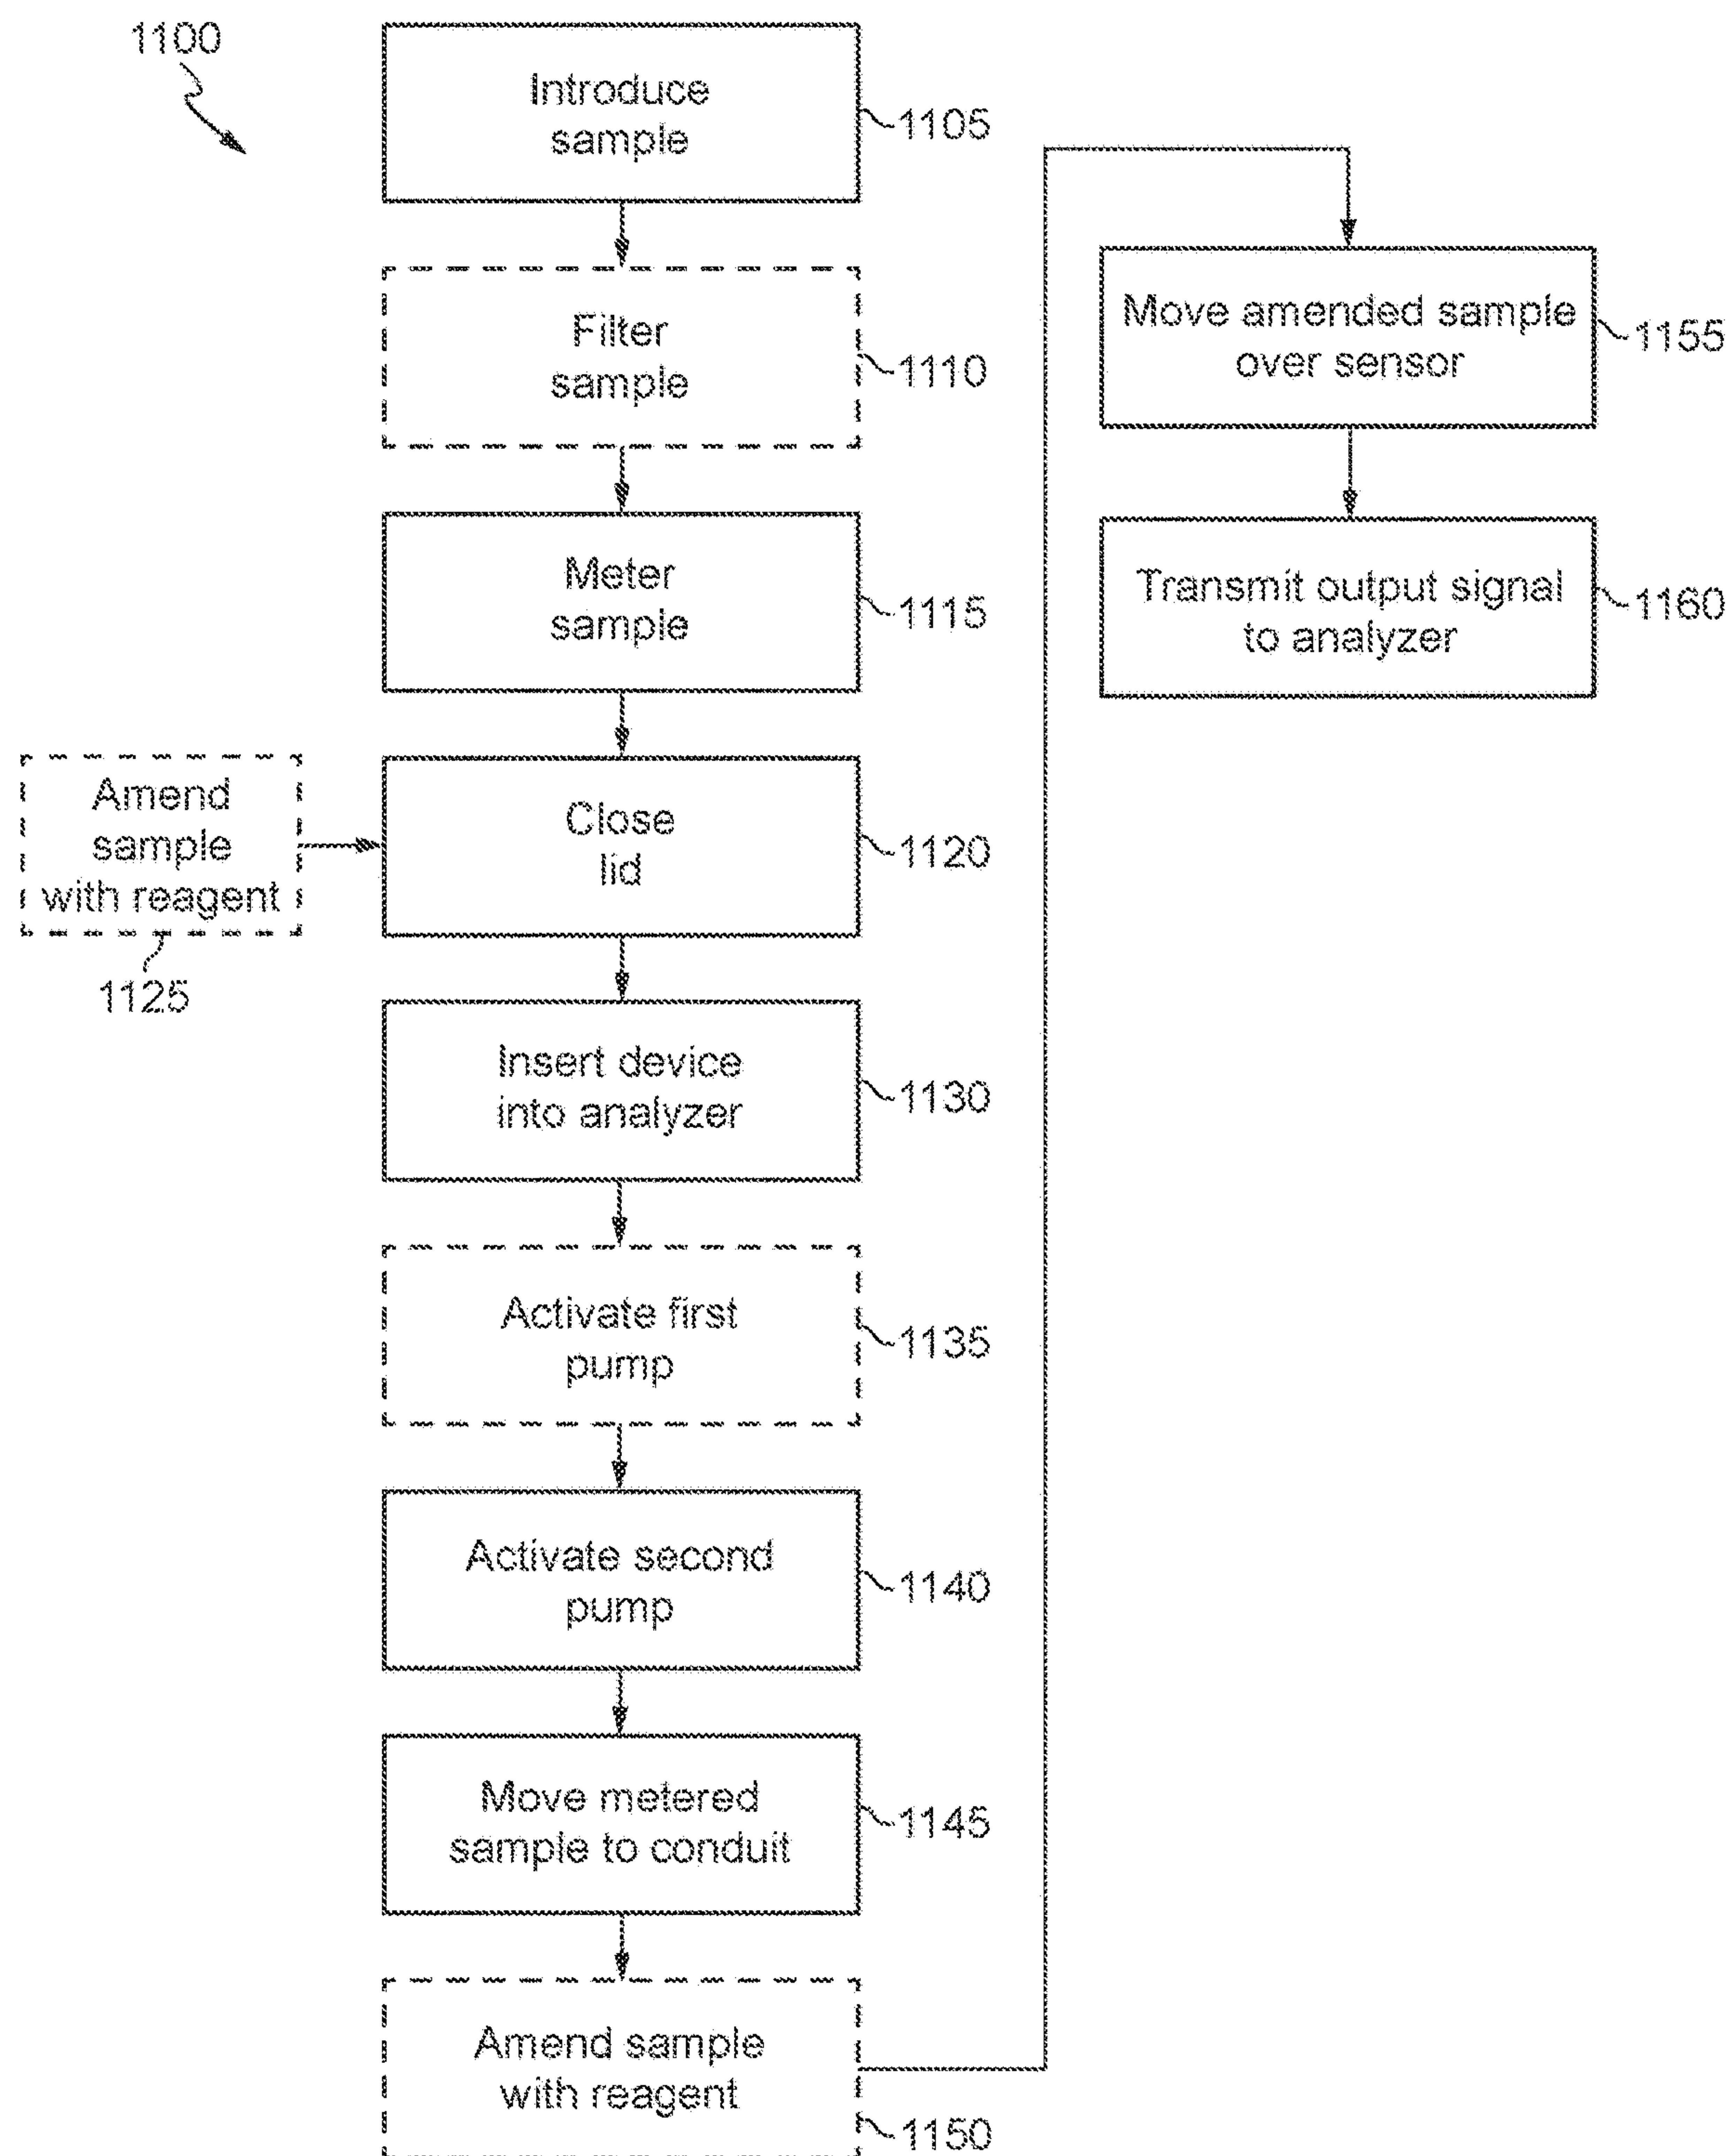 1100
Introduce
sample
1105
Filter
sample
1110
Meter
sample
1115
Amend
sample
with reagent
1125
Close
lid
1120
Insert device
into analyzer
1130
Activate first
pump
1135
Activate second
pump
1140
Move metered
sample to conduit
1145
Amend sample
with reagent
1150
Move amended sample
over sensor
1155
Transmit output signal
to analyzer
1160